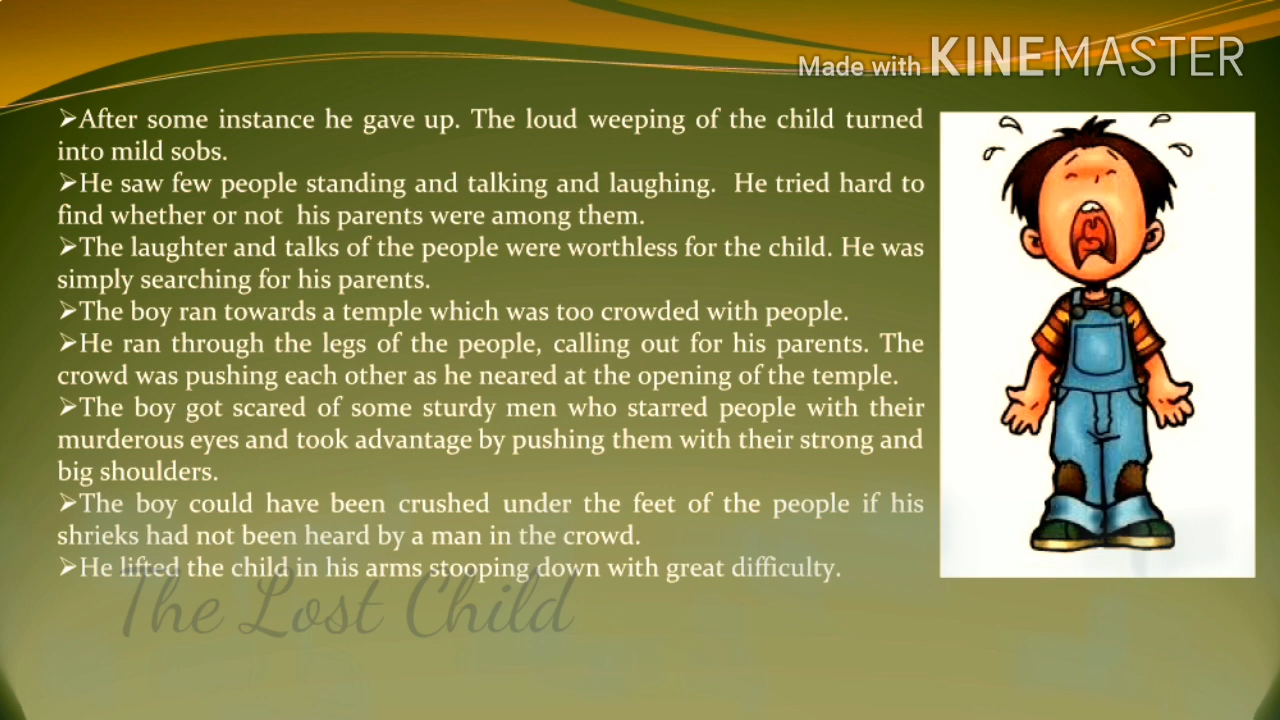 Made with KINEMASTER
➢After some instance he gave up. The loud weeping of the child turned
into mild sobs.
➢He saw few people standing and talking and laughing.  He tried hard to
find whether or not  his parents were among them.
➢The laughter and talks of the people were worthless for the child. He was
simply searching for his parents.
➢The boy ran towards a temple which was too crowded with people.
➢He ran through the legs of the people, calling out for his parents. The
crowd was pushing each other as he neared at the opening of the temple.
➢The boy got scared of some sturdy men who starred people with their
murderous eyes and took advantage by pushing them with their strong and
big shoulders.
➢The boy could have been crushed under the feet of the people if his
shrieks had not been heard by a man in the crowd.
➢He lifted the child in his arms stooping down with great difficulty.
The Lost Child